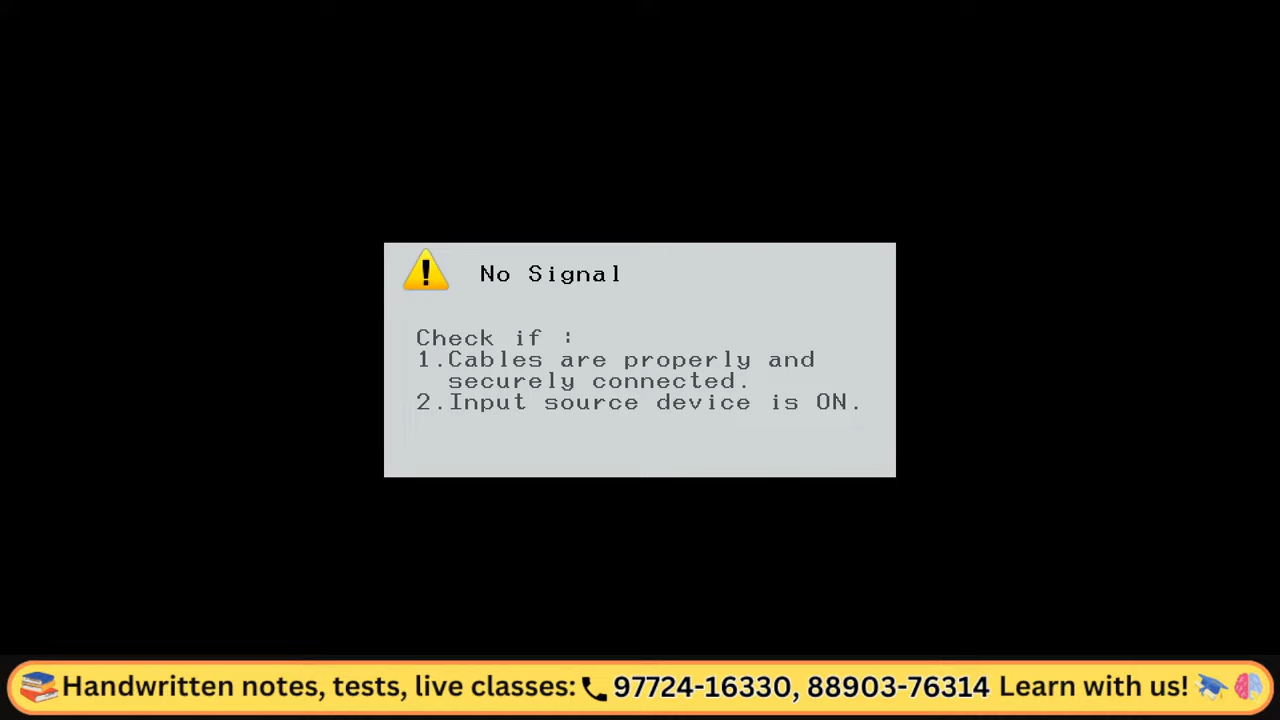 No Signal
Check if :
1.Cables are properly and
securely connected.
2.Input source device is ON.
Handwritten notes, tests, live classes: 97724-16330, 88903-76314 Learn with us!